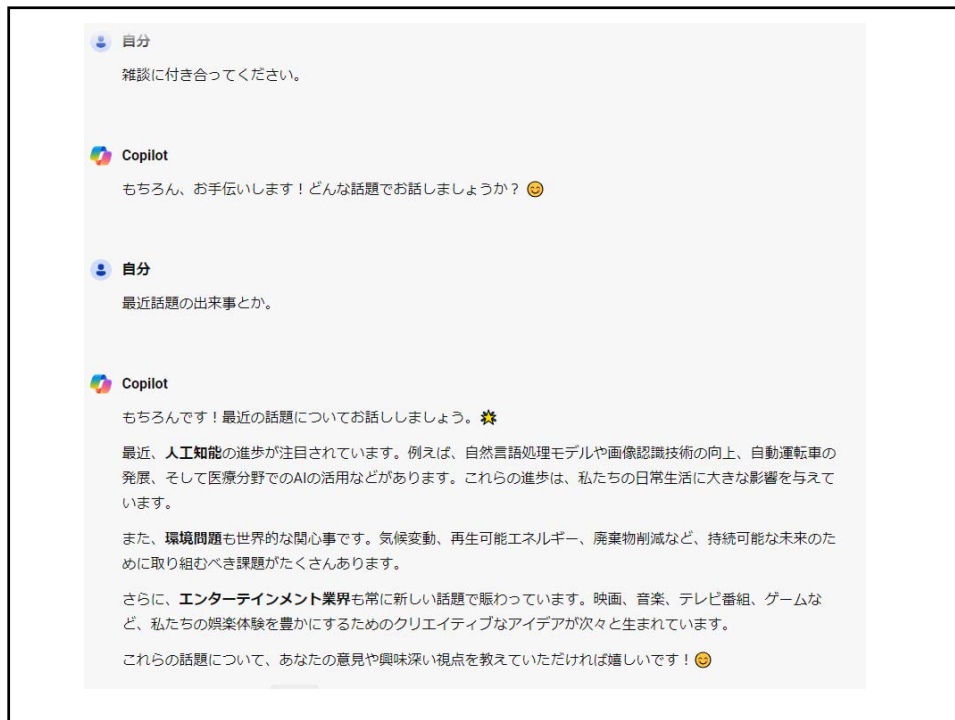 自分
雑談に付き合ってください。
Copilot
もちろん、お手伝いします！どんな話題でお話しましょうか？ 😊
自分
最近話題の出来事とか。
Copilot
もちろんです！最近の話題についてお話ししましょう。🌟
最近、人工知能の進歩が注目されています。例えば、自然言語処理モデルや画像認識技術の向上、自動運転車の
発展、そして医療分野でのAIの活用などがあります。これらの進歩は、私たちの日常生活に大きな影響を与えて
います。
また、環境問題も世界的な関心事です。気候変動、再生可能エネルギー、廃棄物削減など、持続可能な未来のた
めに取り組むべき課題がたくさんあります。
さらに、エンターテインメント業界も常に新しい話題で賑わっています。映画、音楽、テレビ番組、ゲームな
ど、私たちの娯楽体験を豊かにするためのクリエイティブなアイデアが次々と生まれています。
これらの話題について、あなたの意見や興味深い視点を教えていただければ嬉しいです！😊